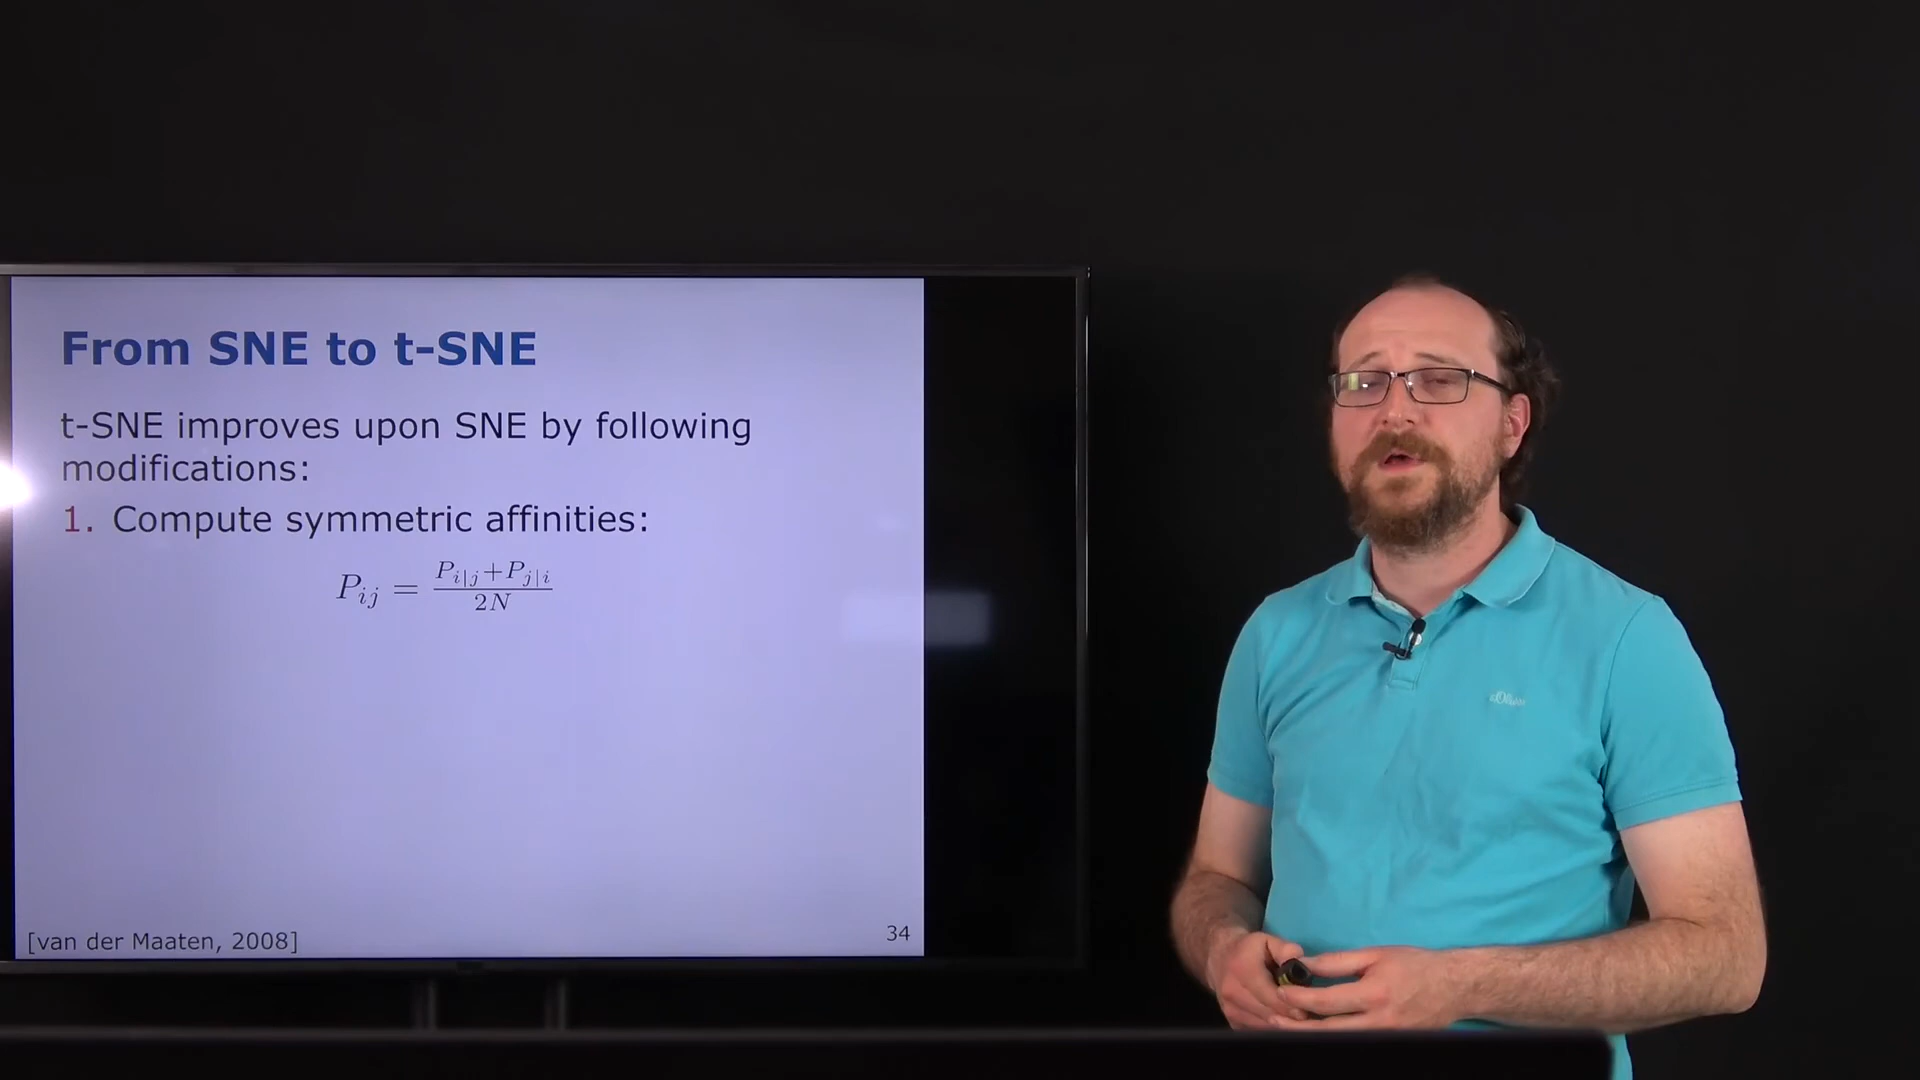 From SNE to t-SNE
t-SNE improves upon SNE by following
modifications:
1. Compute symmetric affinities:
P_{ij} = \frac{P_{i|j}+P_{j|i}}{2N}
[van der Maaten, 2008]
34